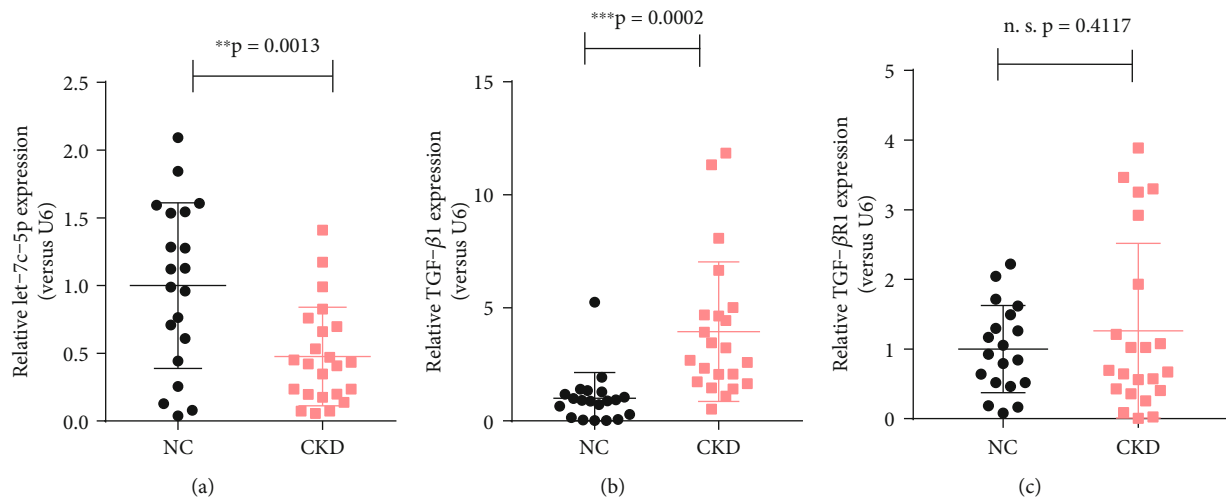 **p = 0.0013
2.5
2.0
1.5
1.0
0.5
0.0
Relative let-7c-5p expression
(versus U6)
NC
CKD
(a)
***p = 0.0002
15
10
5
0
Relative TGF-β1 expression
(versus U6)
NC
CKD
(b)
n. s. p = 0.4117
5
4
3
2
1
0
Relative TGF-βR1 expression
(versus U6)
NC
CKD
(c)